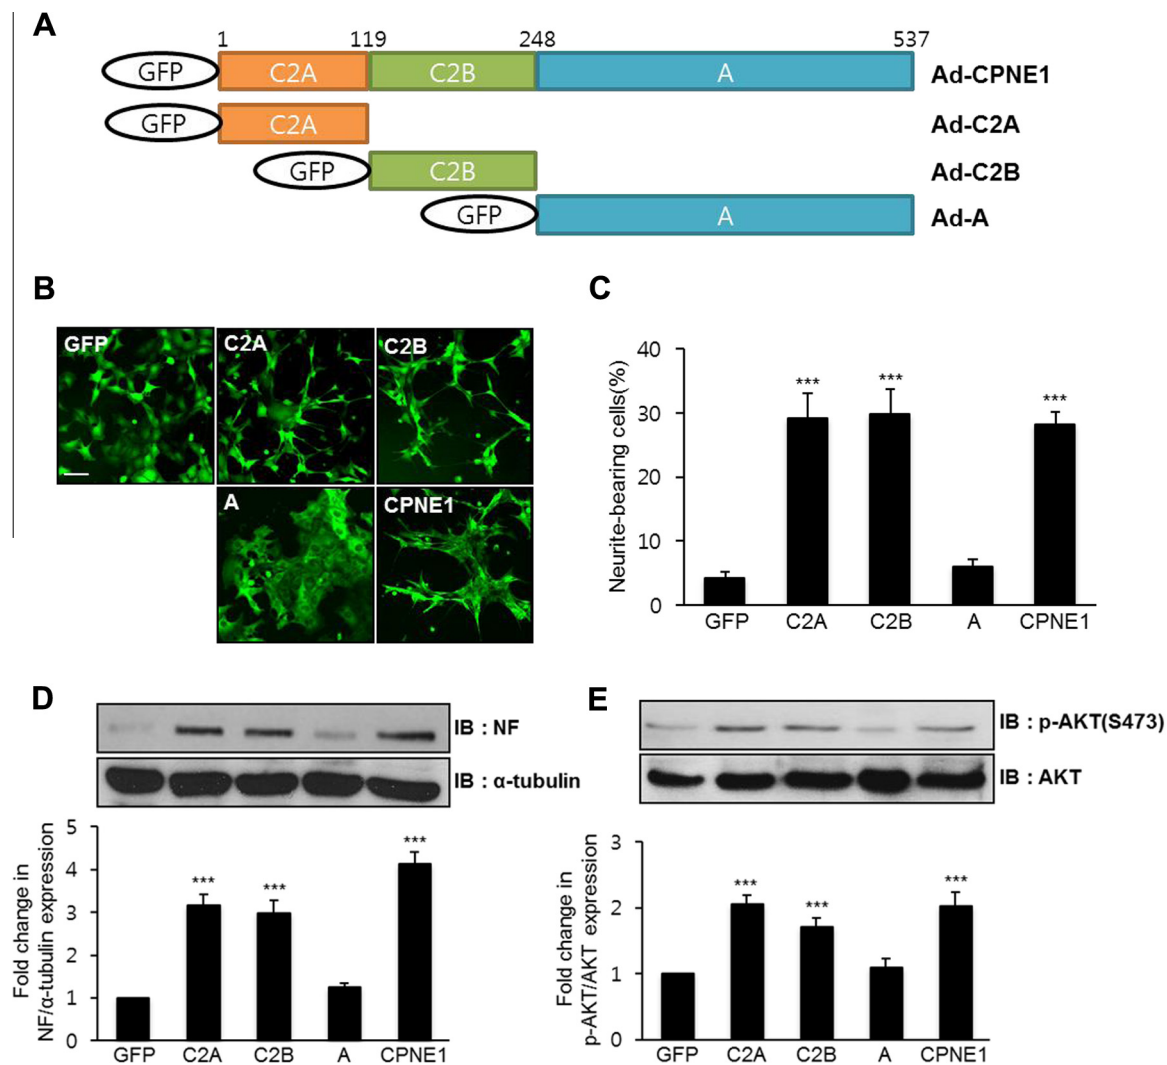 A
1 119 248 537
GFP C2A C2B A Ad-CPNE1
GFP C2A Ad-C2A
GFP C2B Ad-C2B
GFP A Ad-A
B
GFP C2A C2B
A CPNE1
C
Neurite-bearing cells(%)
40
30
20
10
0
*** *** ***
GFP C2A C2B A CPNE1
D
IB : NF
IB : α-tubulin
Fold change in
NF/α-tubulin expression
5
4
3
2
1
0
*** *** ***
GFP C2A C2B A CPNE1
E
IB : p-AKT(S473)
IB : AKT
Fold change in
p-AKT/AKT expression
3
2
1
0
*** *** ***
GFP C2A C2B A CPNE1